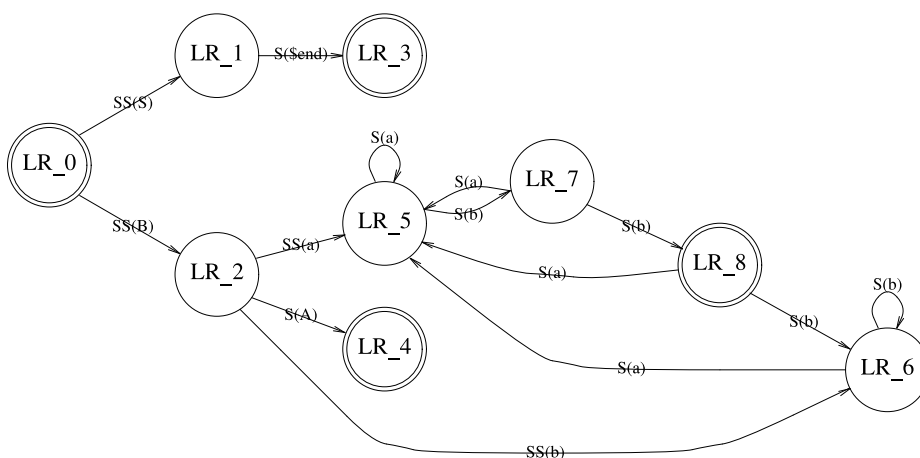 LR_1
S($end)
LR_3
SS(S)
LR_0
S(a)
LR_7
S(a)
S(b)
LR_5
S(b)
SS(B)
SS(a)
LR_2
LR_8
S(a)
S(b)
S(A)
S(b)
LR_4
LR_6
S(a)
SS(b)